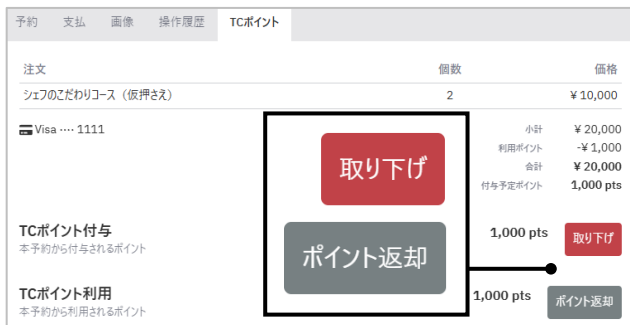 予約 支払 画像 操作履歴 TCポイント
注文 個数 価格
シェフのこだわりコース（仮押さえ） 2 ¥ 10,000
Visa ···· 1111 小計 ¥ 20,000
利用ポイント -¥ 1,000
合計 ¥ 20,000
付与予定ポイント 1,000 pts
取り下げ
ポイント返却
TCポイント付与 1,000 pts 取り下げ
本予約から付与されるポイント
TCポイント利用 1,000 pts ポイント返却
本予約から利用されるポイント